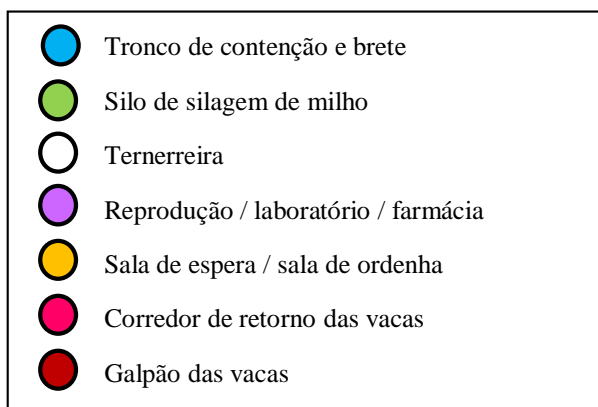 Tronco de contenção e brete
Silo de silagem de milho
Ternerreira
Reprodução / laboratório / farmácia
Sala de espera / sala de ordenha
Corredor de retorno das vacas
Galpão das vacas